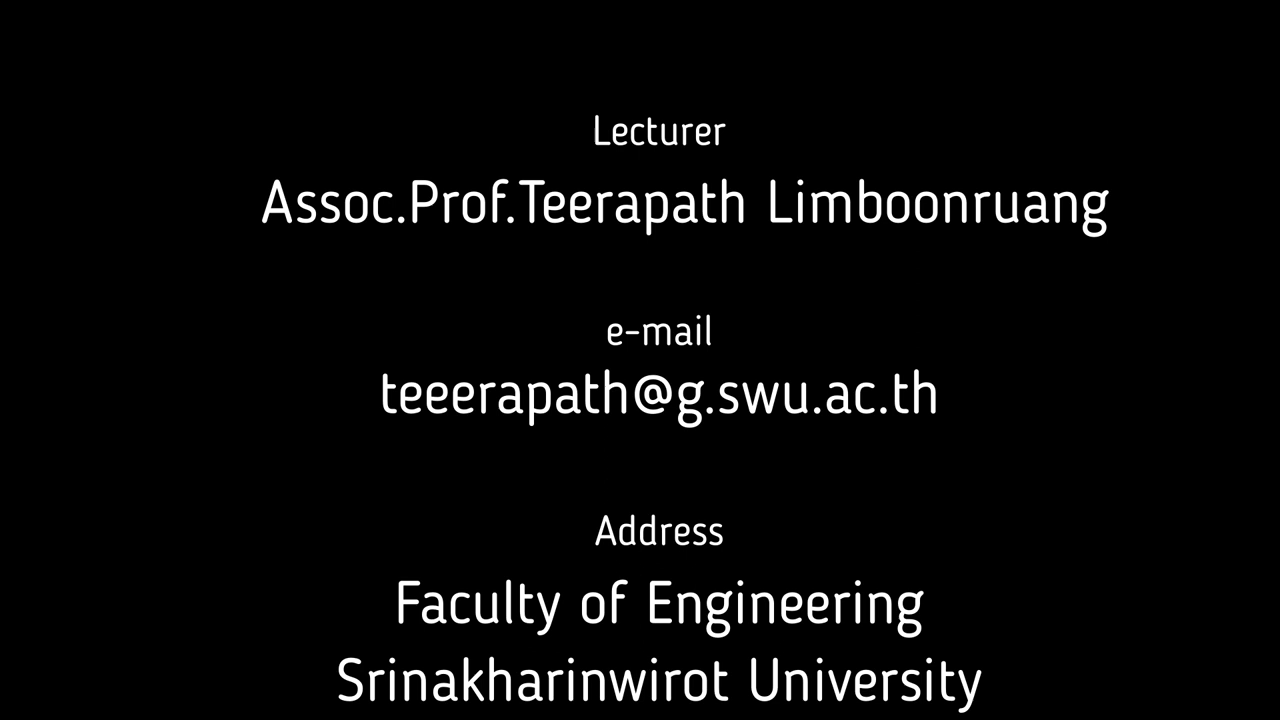 Lecturer
Assoc.Prof.Teerapath Limboonruang
e-mail
teeerapath@g.swu.ac.th
Address
Faculty of Engineering
Srinakharinwirot University